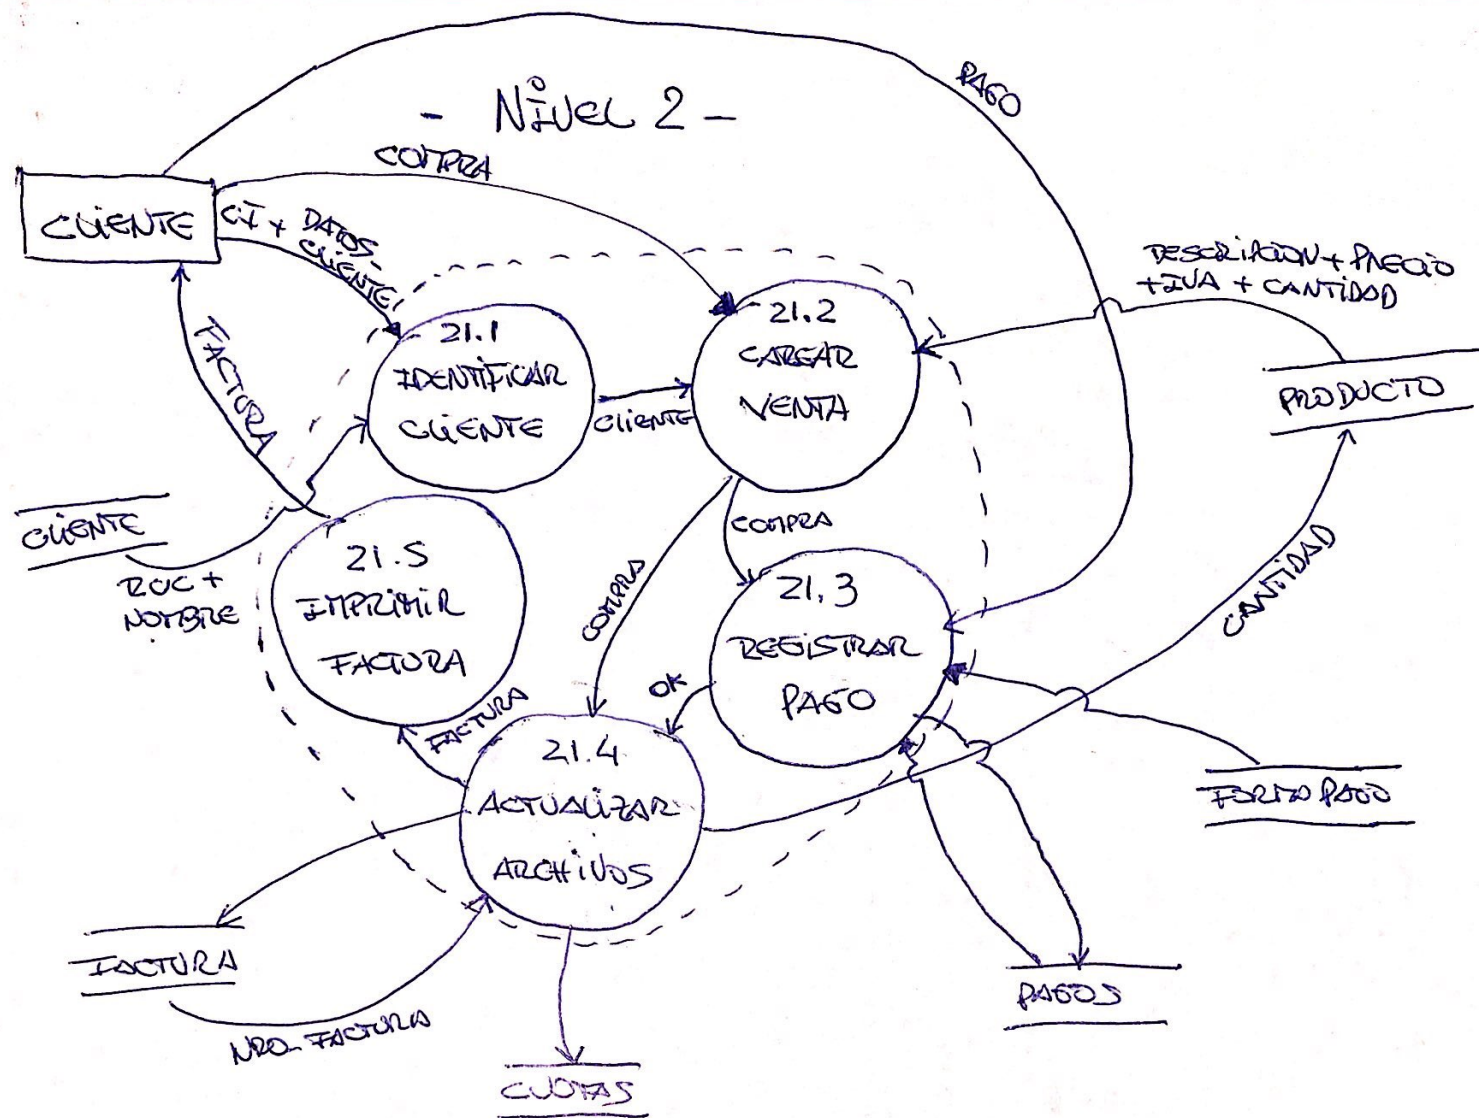 - NIVEL 2 -
PAGO
COMPRA
CLIENTE
CI + DATOS
CLIENTE
DESCRIPCION + PRECIO
+ IVA + CANTIDAD
21.1
IDENTIFICAR
CLIENTE
CLIENTE
21.2
CARGAR
VENTA
PRODUCTO
FACTURA
CLIENTE
RUC +
NOMBRE
21.5
IMPRIMIR
FACTURA
COMPRA
COMPRA
21.3
REGISTRAR
PAGO
CANTIDAD
OK
FACTURA
21.4
ACTUALIZAR
ARCHIVOS
FORMA PAGO
FACTURA
NRO_FACTURA
PAGOS
CUOTAS